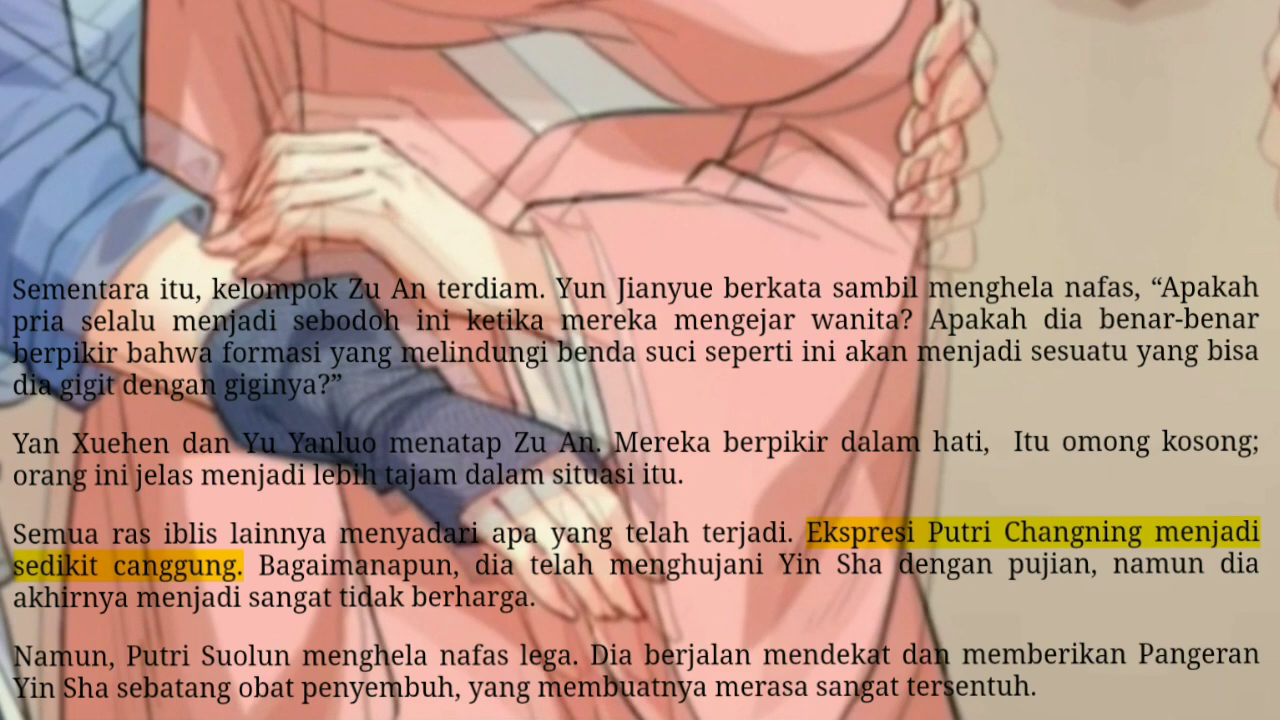 Sementara itu, kelompok Zu An terdiam. Yun Jianyue berkata sambil menghela nafas, “Apakah
pria selalu menjadi sebodoh ini ketika mereka mengejar wanita? Apakah dia benar-benar
berpikir bahwa formasi yang melindungi benda suci seperti ini akan menjadi sesuatu yang bisa
dia gigit dengan giginya?”
Yan Xuehen dan Yu Yanluo menatap Zu An. Mereka berpikir dalam hati, Itu omong kosong;
orang ini jelas menjadi lebih tajam dalam situasi itu.
Semua ras iblis lainnya menyadari apa yang telah terjadi. Ekspresi Putri Changning menjadi
sedikit canggung. Bagaimanapun, dia telah menghujani Yin Sha dengan pujian, namun dia
akhirnya menjadi sangat tidak berharga.
Namun, Putri Suolun menghela nafas lega. Dia berjalan mendekat dan memberikan Pangeran
Yin Sha sebatang obat penyembuh, yang membuatnya merasa sangat tersentuh.